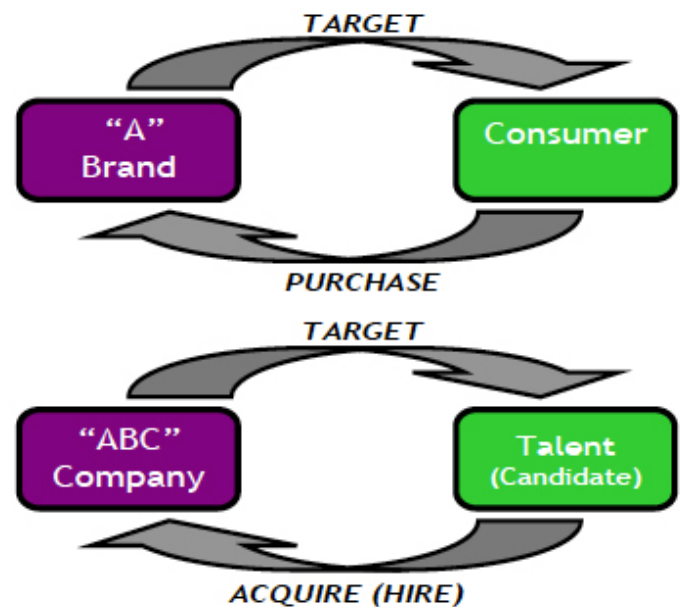 TARGET
“A”
Brand
Consumer
PURCHASE
TARGET
“ABC”
Company
Talent
(Candidate)
ACQUIRE (HIRE)